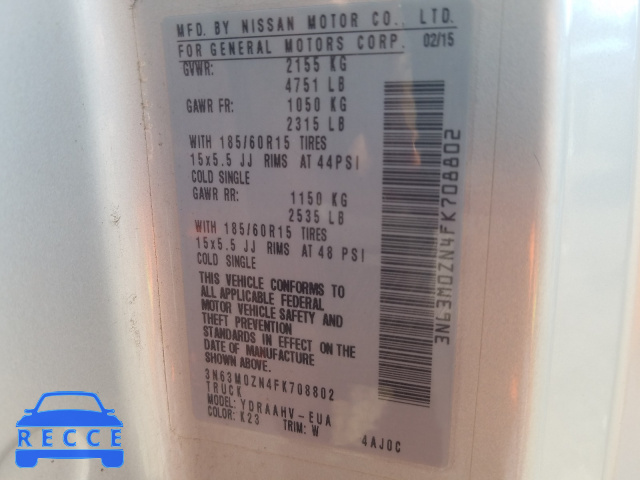 MFD. BY NISSAN MOTOR CO., LTD.
FOR GENERAL MOTORS CORP. 02/15
GVWR: 2155 KG
4751 LB
GAWR FR: 1050 KG
2315 LB
WITH 185/60R15 TIRES
15x5.5 JJ RIMS AT 44PSI
COLD SINGLE
GAWR RR: 1150 KG
2535 LB
WITH 185/60R15 TIRES
15x5.5 JJ RIMS AT 48 PSI
COLD SINGLE
THIS VEHICLE CONFORMS TO
ALL APPLICABLE FEDERAL
MOTOR VEHICLE SAFETY AND
THEFT PREVENTION
STANDARDS IN EFFECT ON THE
DATE OF MANUFACTURE
SHOWN ABOVE.
3N63M0ZN4FK708802
TRUCK
MODEL: YDRAAHV-EUA
COLOR: K23 TRIM: W
4AJ0C
3N63M0ZN4FK708802
RECCE